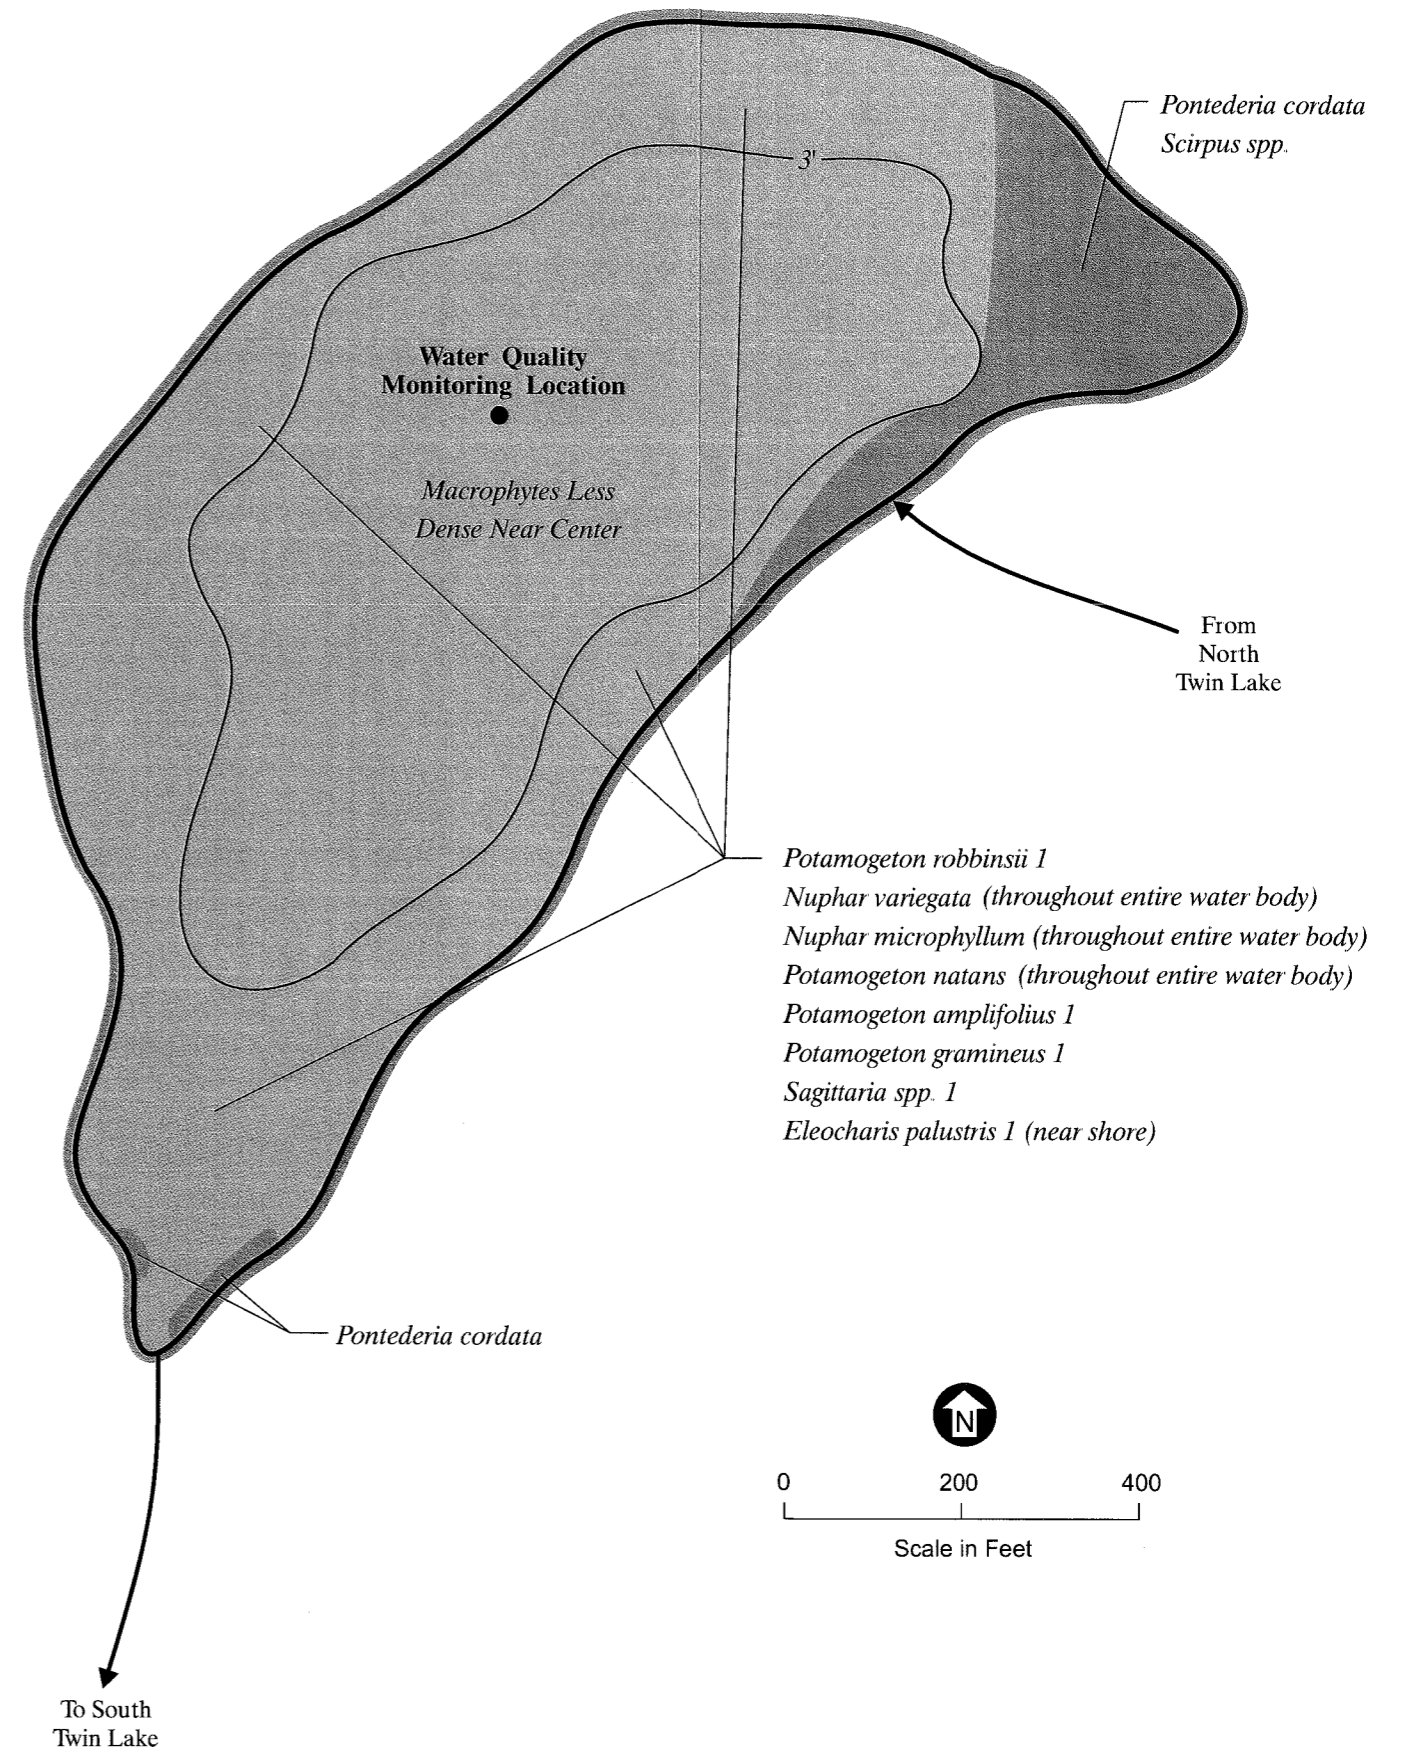 Pontederia cordata
Scirpus spp.
3'
Water Quality
Monitoring Location
Macrophytes Less
Dense Near Center
From
North
Twin Lake
Potamogeton robbinsii 1
Nuphar variegata (throughout entire water body)
Nuphar microphyllum (throughout entire water body)
Potamogeton natans (throughout entire water body)
Potamogeton amplifolius 1
Potamogeton gramineus 1
Sagittaria spp. 1
Eleocharis palustris 1 (near shore)
Pontederia cordata
N
0 200 400
Scale in Feet
To South
Twin Lake